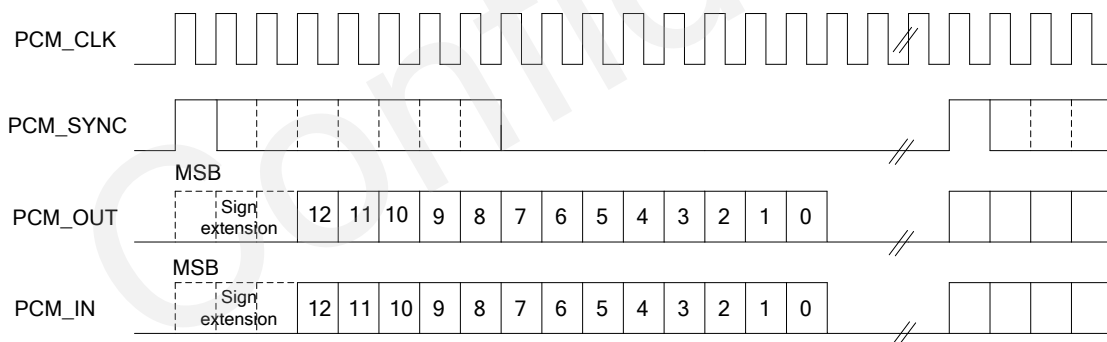 PCM_CLK
PCM_SYNC
MSB
PCM_OUT
Sign
extension
12 11 10 9 8 7 6 5 4 3 2 1 0
MSB
PCM_IN
Sign
extension
12 11 10 9 8 7 6 5 4 3 2 1 0